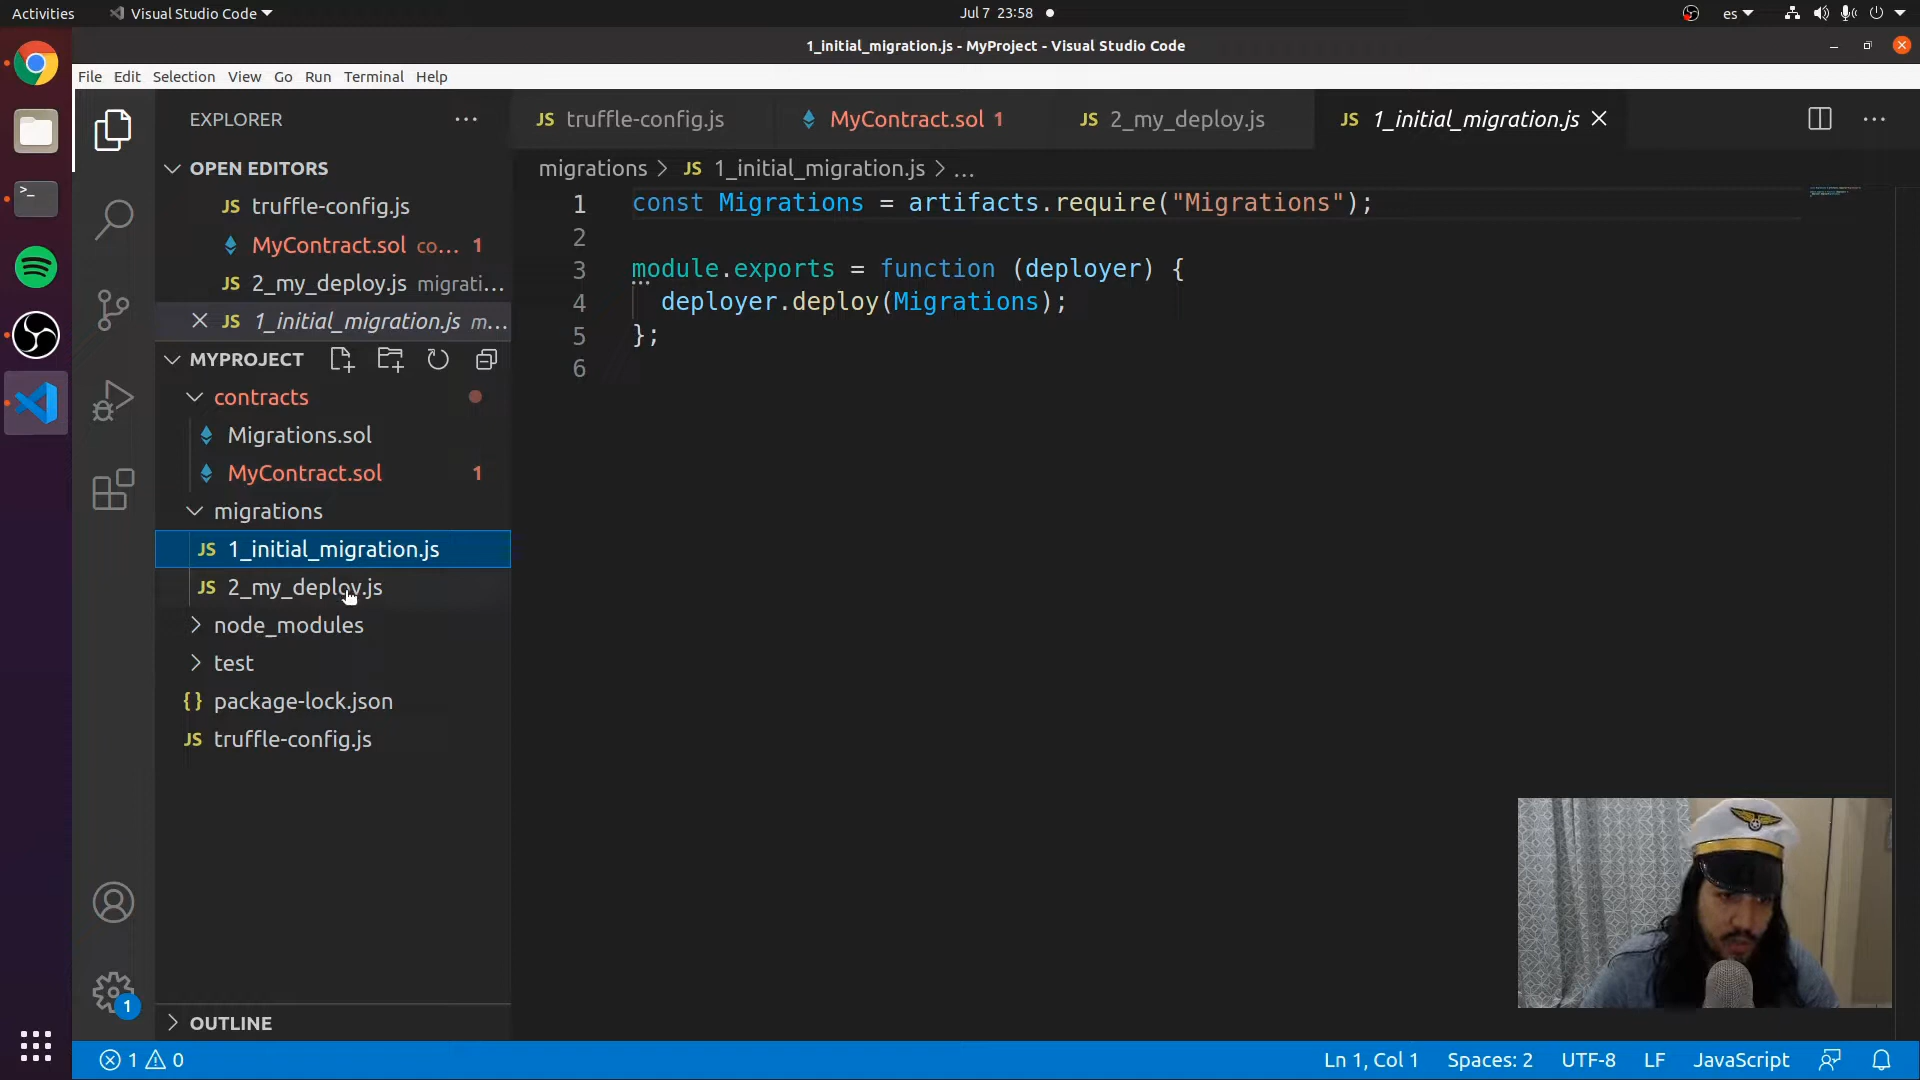 Activities
Visual Studio Code
Jul 7 23:58
es
1_initial_migration.js - MyProject - Visual Studio Code
File Edit Selection View Go Run Terminal Help
EXPLORER
truffle-config.js
MyContract.sol 1
2_my_deploy.js
1_initial_migration.js
OPEN EDITORS
JS truffle-config.js
MyContract.sol co... 1
JS 2_my_deploy.js migrati...
JS 1_initial_migration.js m...
MYPROJECT
contracts
Migrations.sol
MyContract.sol 1
migrations
JS 1_initial_migration.js
JS 2_my_deploy.js
node_modules
test
{} package-lock.json
JS truffle-config.js
OUTLINE
migrations > JS 1_initial_migration.js > ...
1 const Migrations = artifacts.require("Migrations");
2
3 module.exports = function (deployer) {
4 deployer.deploy(Migrations);
5 };
6
1
1 0
Ln 1, Col 1 Spaces: 2 UTF-8 LF JavaScript